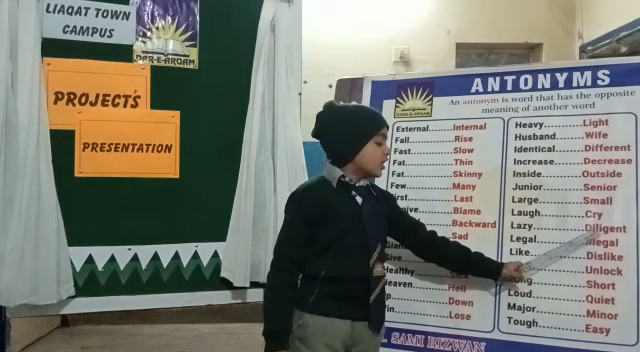 LIAQAT TOWN
CAMPUS
DAR-E-ARQAM
PROJECT'S
PRESENTATION
ANTONYMS
An antonym is word that has the opposite
meaning of another word
External.........Internal
Fall...............Rise
Fast..............Slow
Fat................Thin
Fat................Skinny
Few..............Many
Last
Blame
Backward
Sad
Hell
Down
Lose
Heavy..........Light
Husband.......Wife
Identical.......Different
Increase.......Decrease
Inside...........Outside
Junior...........Senior
Large............Small
Laugh...........Cry
Lazy..............Diligent
Legal............Illegal
Like..............Dislike
Unlock
Short
Loud.............Quiet
Major...........Minor
Tough...........Easy
SAMI RIZWAN